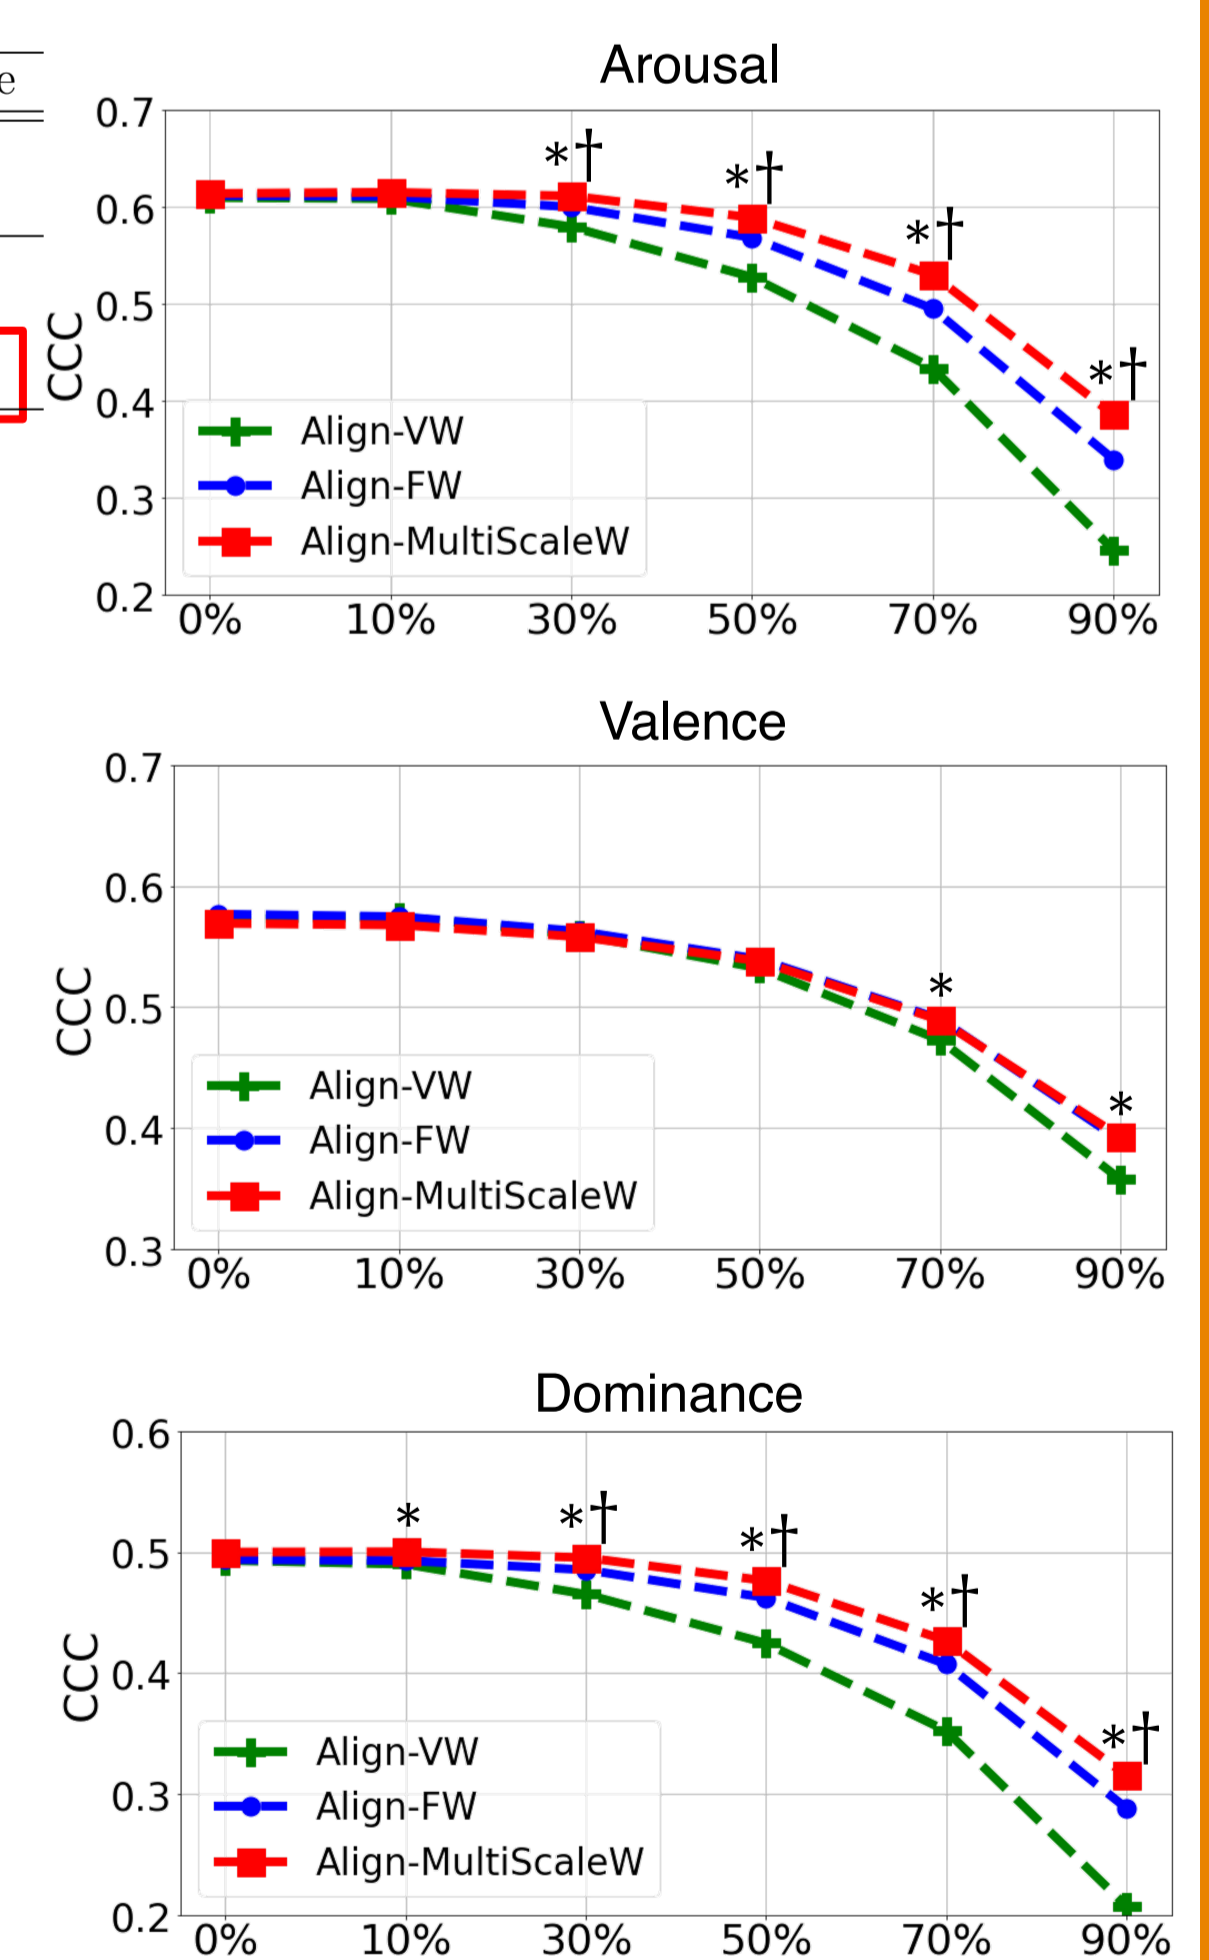 e
Arousal
0.7
*†
*†
0.6
*†
0.5
CCC
*†
0.4
Align-VW
Align-FW
0.3
Align-MultiScaleW
0.2
0% 10% 30% 50% 70% 90%
Valence
0.7
0.6
CCC
0.5
*
Align-VW
*
0.4
Align-FW
Align-MultiScaleW
0.3
0% 10% 30% 50% 70% 90%
Dominance
0.6
* *†
*†
0.5
*†
CCC
0.4
*†
Align-VW
0.3
Align-FW
Align-MultiScaleW
0.2
0% 10% 30% 50% 70% 90%